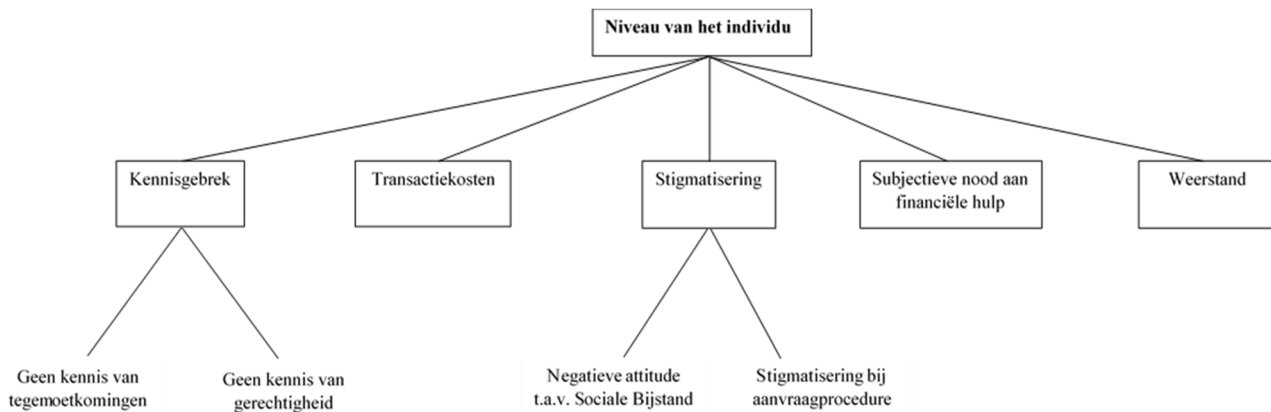 Niveau van het individu
Kennisgebrek
Transactiekosten
Stigmatisering
Subjectieve nood aan
financiële hulp
Weerstand
Geen kennis van
tegemoetkomingen
Geen kennis van
gerechtigheid
Negatieve attitude
t.a.v. Sociale Bijstand
Stigmatisering bij
aanvraagprocedure